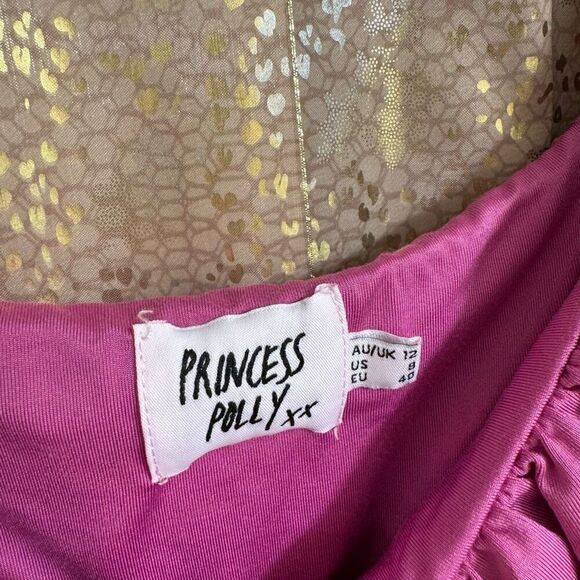 PRINCESS
POLLY xx
AU/UK 12
US 8
EU 40